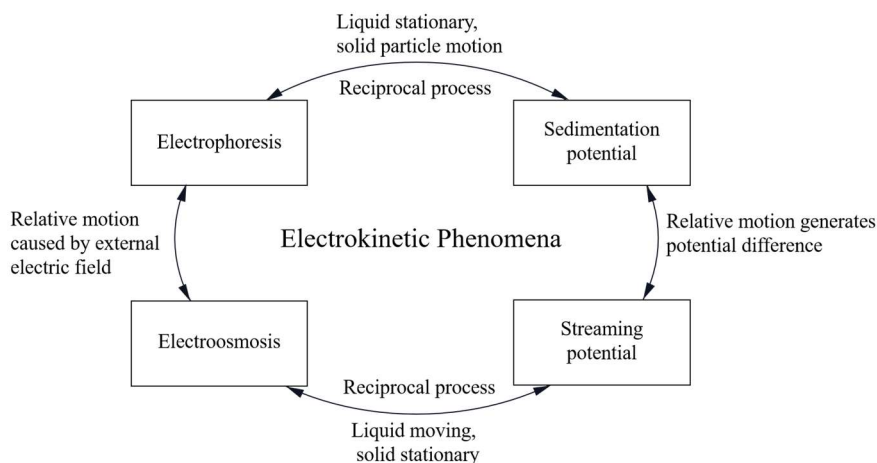 Liquid stationary,
solid particle motion
Reciprocal process
Electrophoresis
Sedimentation
potential
Relative motion
caused by external
electric field
Electrokinetic Phenomena
Relative motion generates
potential difference
Electroosmosis
Streaming
potential
Reciprocal process
Liquid moving,
solid stationary